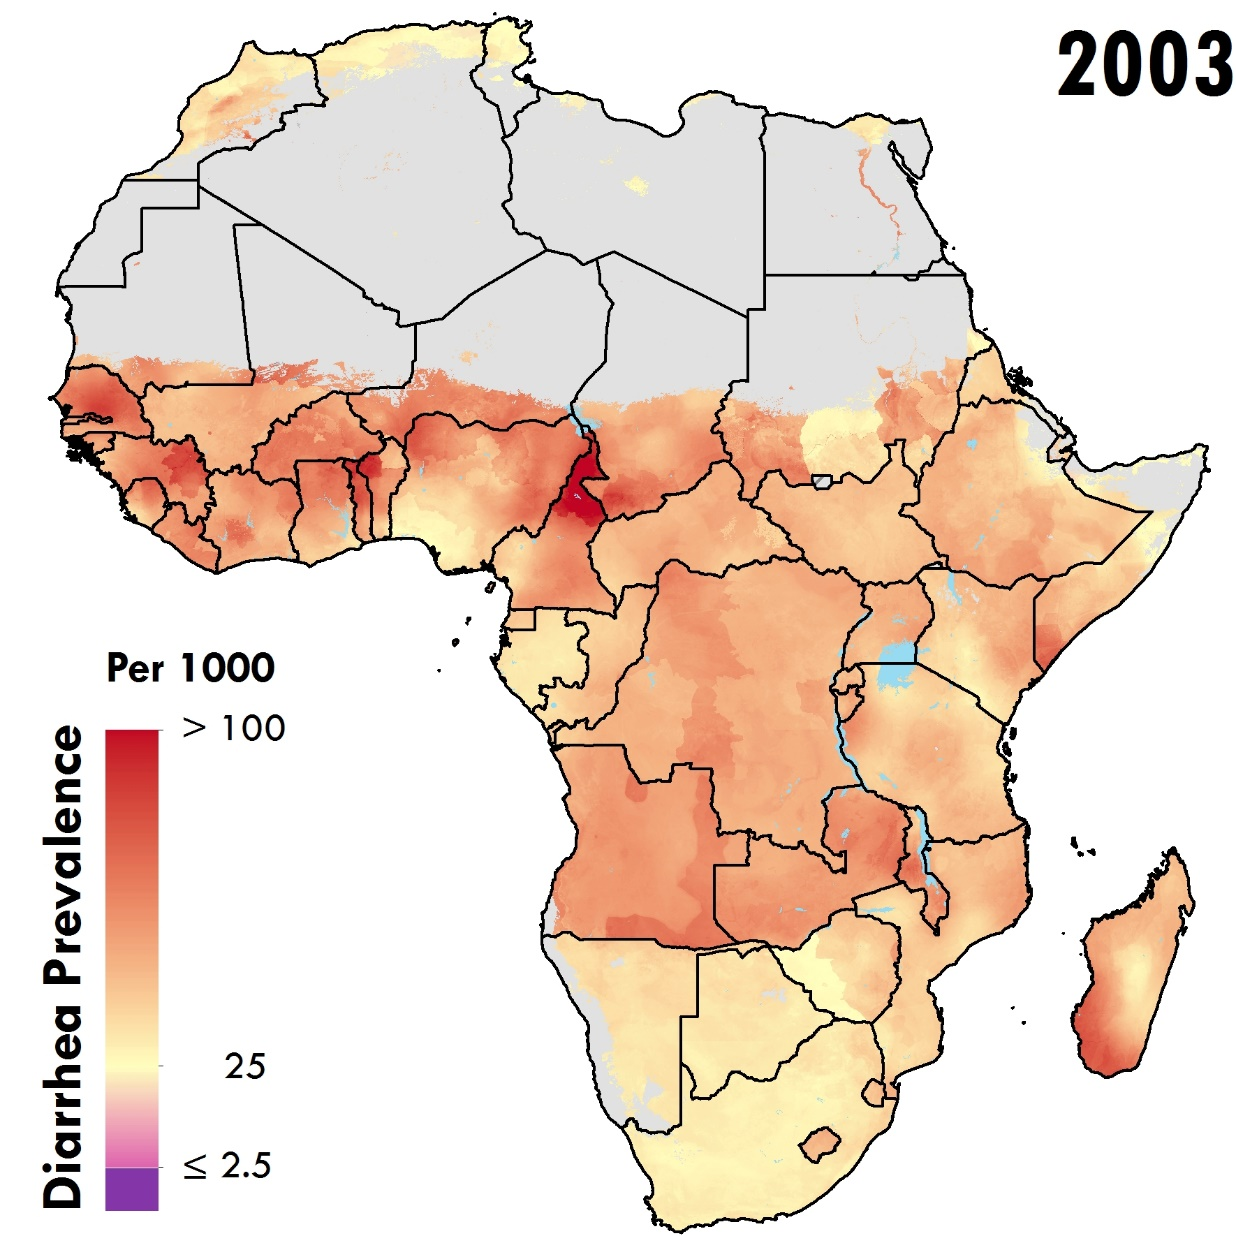 2003
Per 1000
> 100
25
≤ 2.5
Diarrhea Prevalence